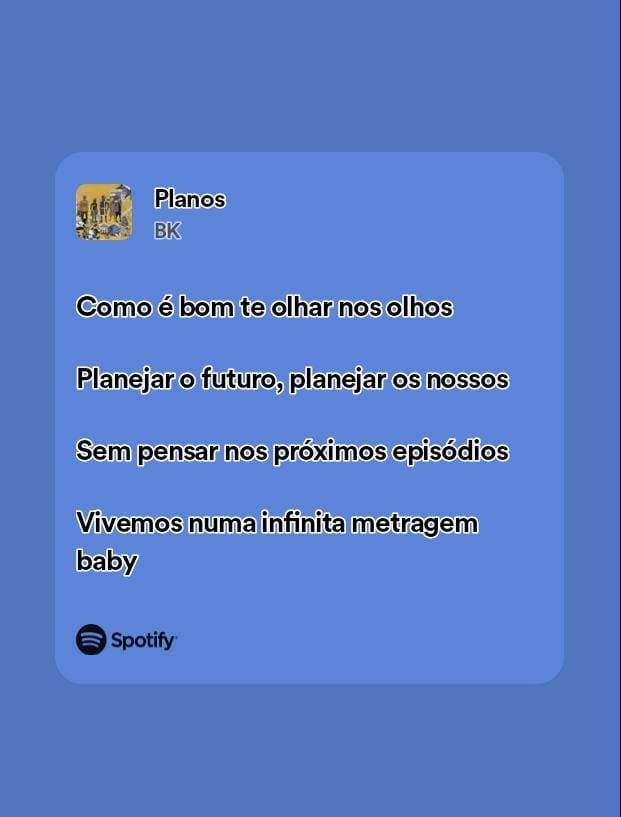 Planos
BK
Como é bom te olhar nos olhos
Planejar o futuro, planejar os nossos
Sem pensar nos próximos episódios
Vivemos numa infinita metragem
baby
Spotify